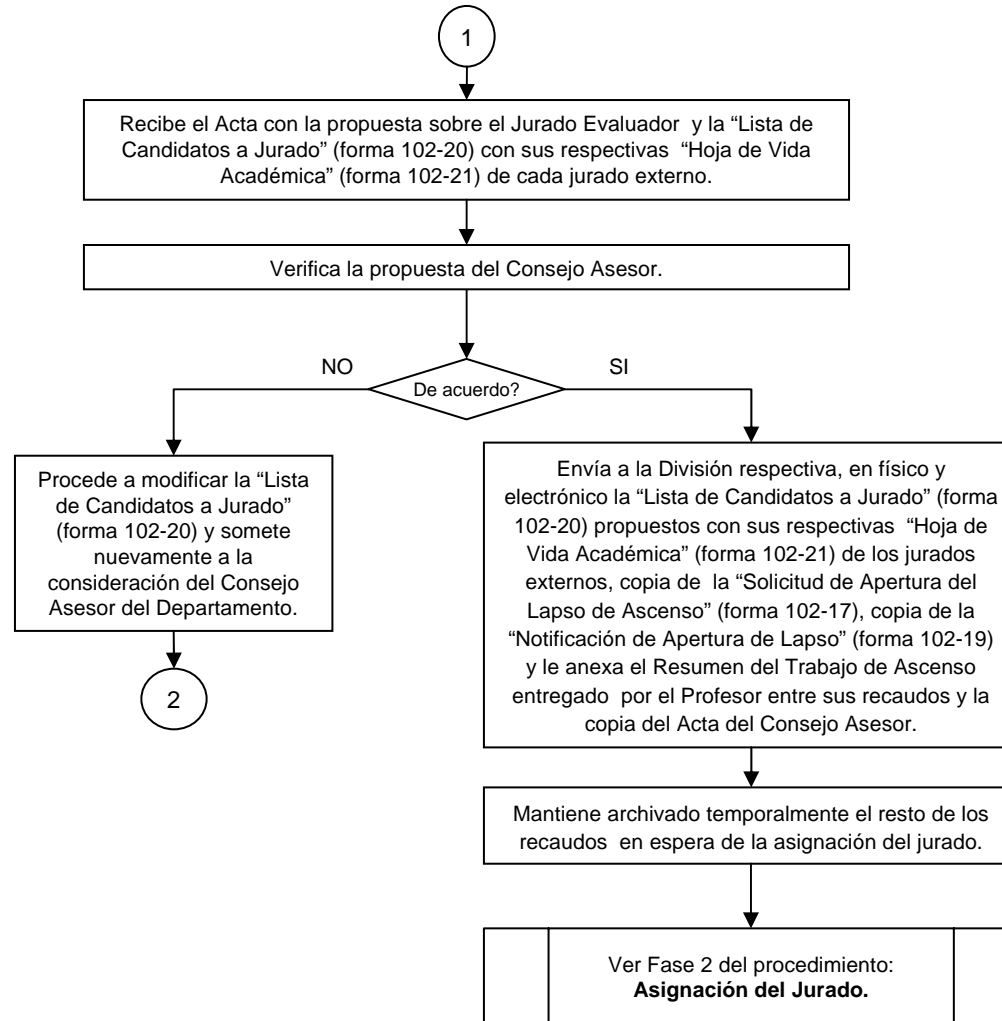 1
Recibe el Acta con la propuesta sobre el Jurado Evaluador y la “Lista de
Candidatos a Jurado” (forma 102-20) con sus respectivas “Hoja de Vida
Académica” (forma 102-21) de cada jurado externo.
Verifica la propuesta del Consejo Asesor.
NO
De acuerdo?
SI
Procede a modificar la “Lista
de Candidatos a Jurado”
(forma 102-20) y somete
nuevamente a la
consideración del Consejo
Asesor del Departamento.
2
Envía a la División respectiva, en físico y
electrónico la “Lista de Candidatos a Jurado” (forma
102-20) propuestos con sus respectivas “Hoja de
Vida Académica” (forma 102-21) de los jurados
externos, copia de la “Solicitud de Apertura del
Lapso de Ascenso” (forma 102-17), copia de la
“Notificación de Apertura de Lapso” (forma 102-19)
y le anexa el Resumen del Trabajo de Ascenso
entregado por el Profesor entre sus recaudos y la
copia del Acta del Consejo Asesor.
Mantiene archivado temporalmente el resto de los
recaudos en espera de la asignación del jurado.
Ver Fase 2 del procedimiento:
Asignación del Jurado.